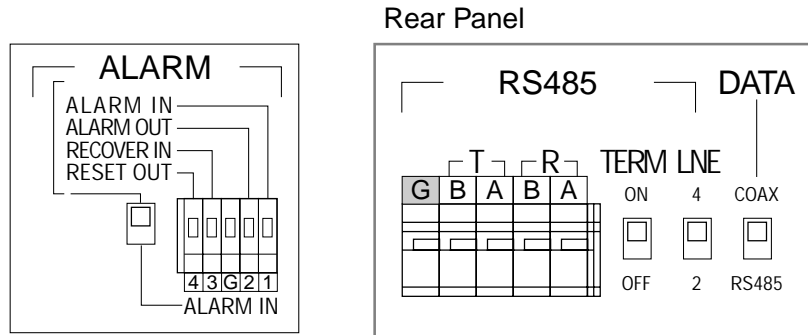 Rear Panel
ALARM
ALARM IN
ALARM OUT
RECOVER IN
RESET OUT
4 3 G 2 1
ALARM IN
RS485 DATA
T R TERM LNE
G B A B A ON 4 COAX
OFF 2 RS485